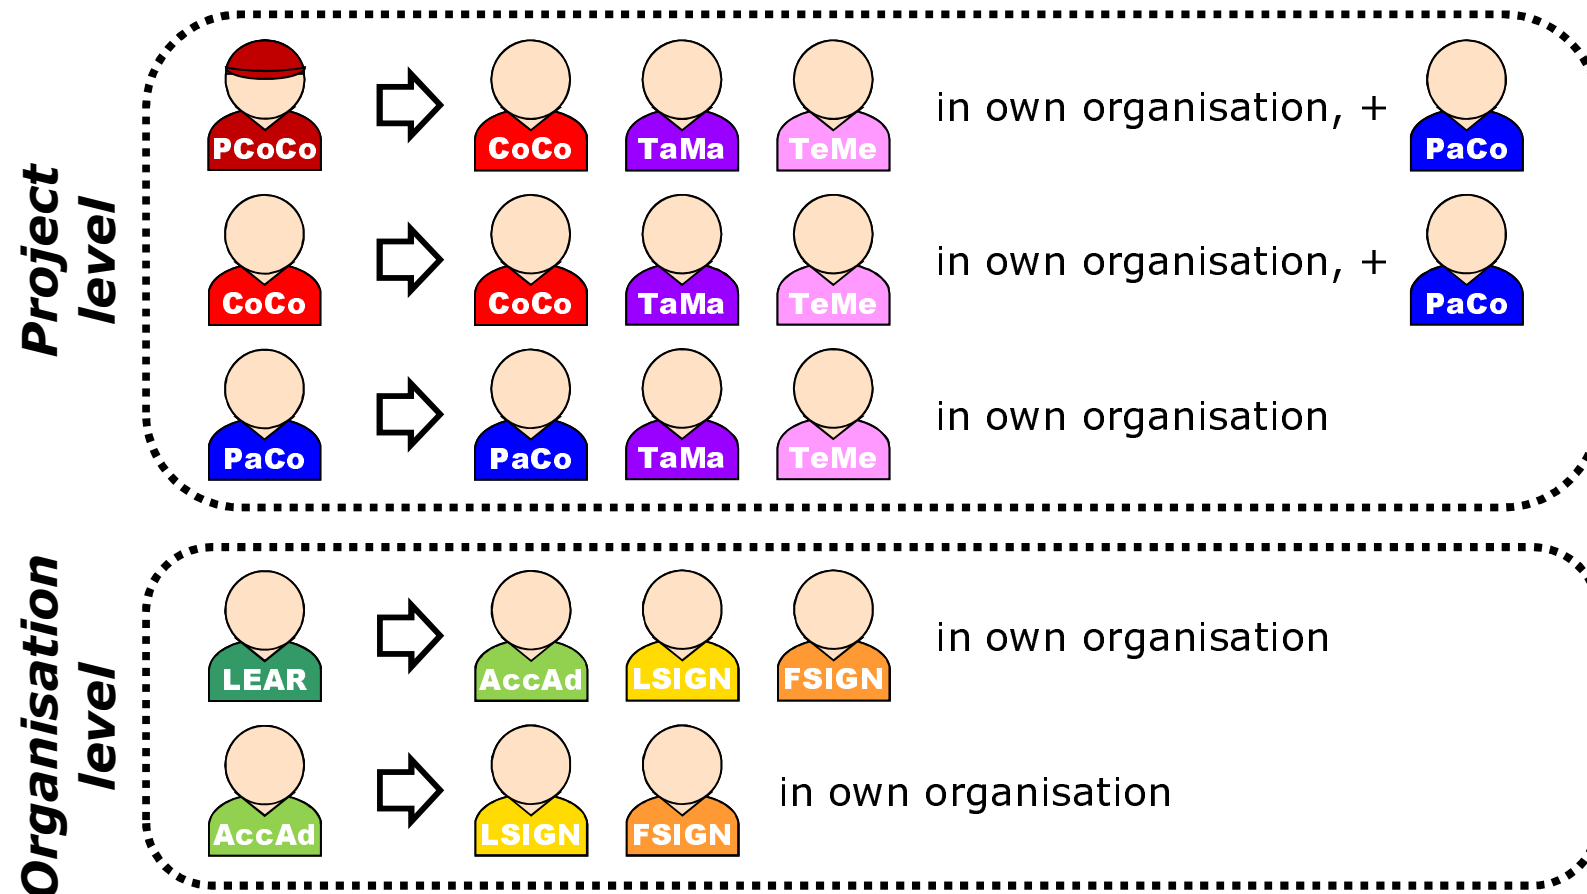 Project
level
PCoCo CoCo TaMa TeMe in own organisation, + PaCo
CoCo CoCo TaMa TeMe in own organisation, + PaCo
PaCo PaCo TaMa TeMe in own organisation
Organisation
level
LEAR AccAd LSIGN FSIGN in own organisation
AccAd LSIGN FSIGN in own organisation